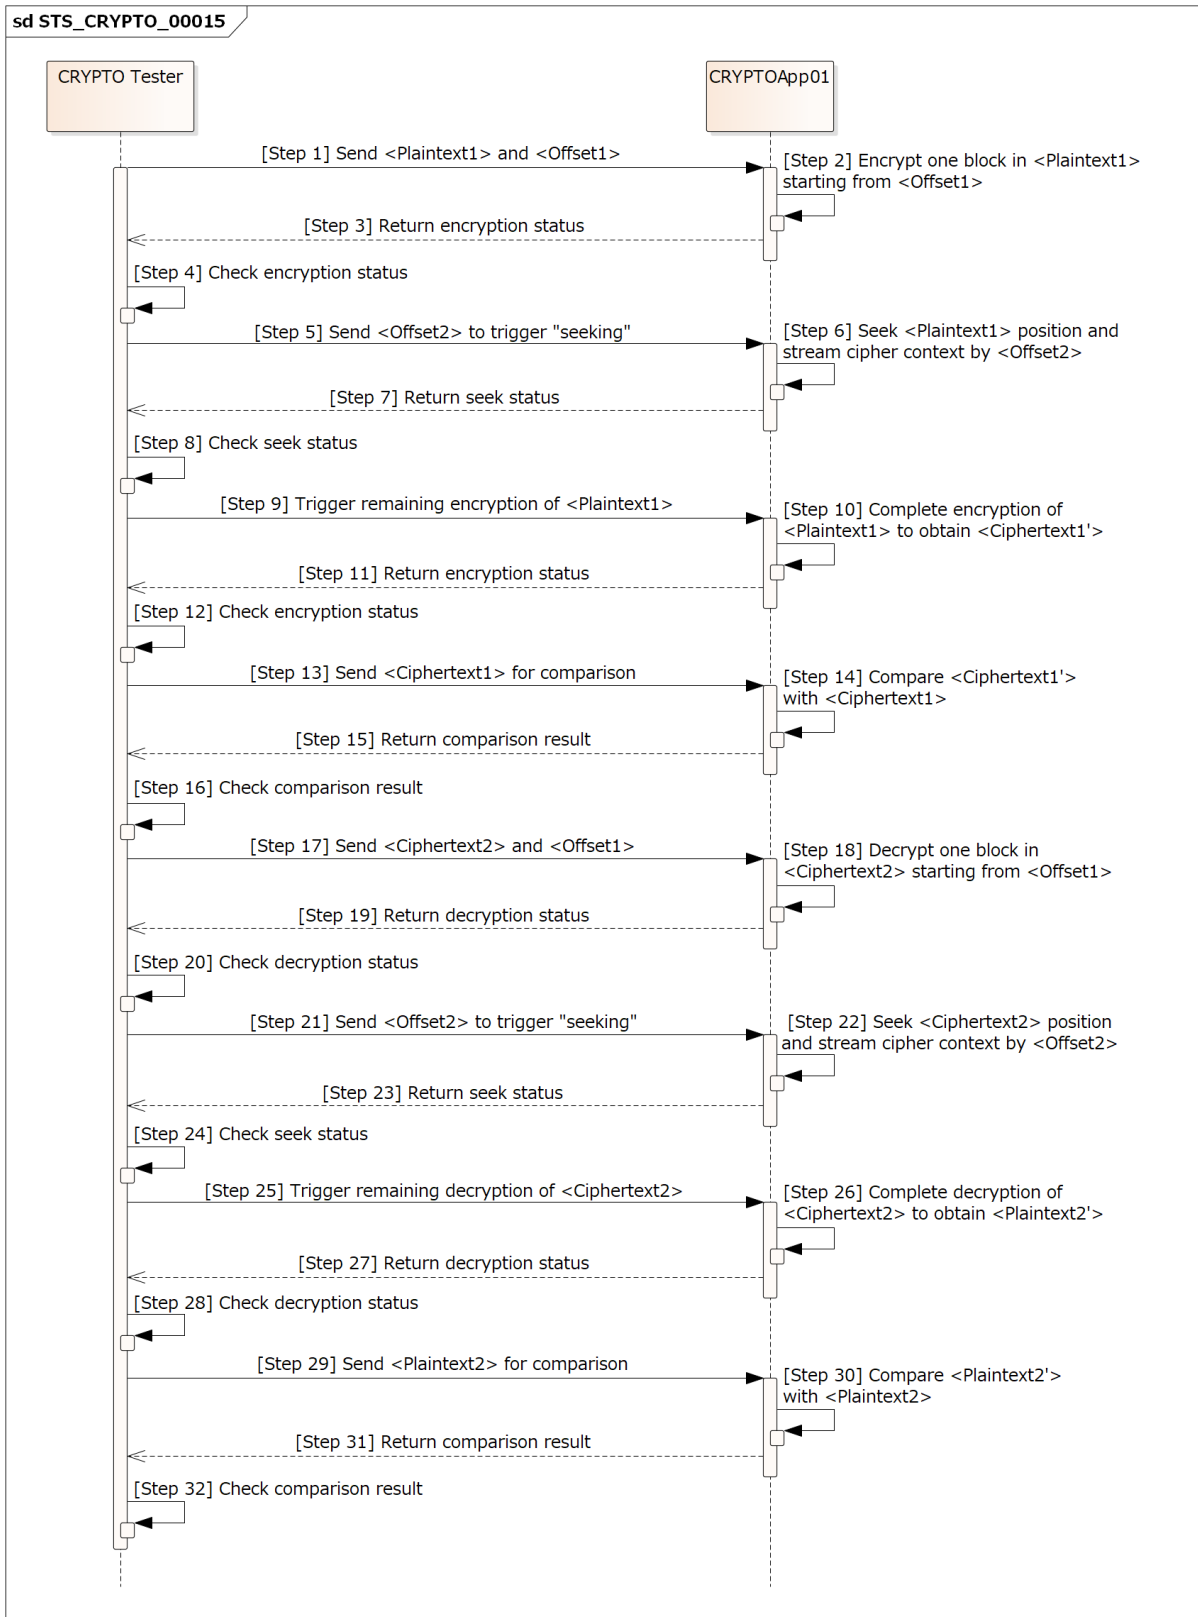 sd STS_CRYPTO_00015
CRYPTO Tester
CRYPTOApp01
[Step 1] Send <Plaintext1> and <Offset1>
[Step 2] Encrypt one block in <Plaintext1>
starting from <Offset1>
[Step 3] Return encryption status
[Step 4] Check encryption status
[Step 5] Send <Offset2> to trigger "seeking"
[Step 6] Seek <Plaintext1> position and
stream cipher context by <Offset2>
[Step 7] Return seek status
[Step 8] Check seek status
[Step 9] Trigger remaining encryption of <Plaintext1>
[Step 10] Complete encryption of
<Plaintext1> to obtain <Ciphertext1'>
[Step 11] Return encryption status
[Step 12] Check encryption status
[Step 13] Send <Ciphertext1> for comparison
[Step 14] Compare <Ciphertext1'>
with <Ciphertext1>
[Step 15] Return comparison result
[Step 16] Check comparison result
[Step 17] Send <Ciphertext2> and <Offset1>
[Step 18] Decrypt one block in
<Ciphertext2> starting from <Offset1>
[Step 19] Return decryption status
[Step 20] Check decryption status
[Step 21] Send <Offset2> to trigger "seeking"
[Step 22] Seek <Ciphertext2> position
and stream cipher context by <Offset2>
[Step 23] Return seek status
[Step 24] Check seek status
[Step 25] Trigger remaining decryption of <Ciphertext2>
[Step 26] Complete decryption of
<Ciphertext2> to obtain <Plaintext2'>
[Step 27] Return decryption status
[Step 28] Check decryption status
[Step 29] Send <Plaintext2> for comparison
[Step 30] Compare <Plaintext2'>
with <Plaintext2>
[Step 31] Return comparison result
[Step 32] Check comparison result